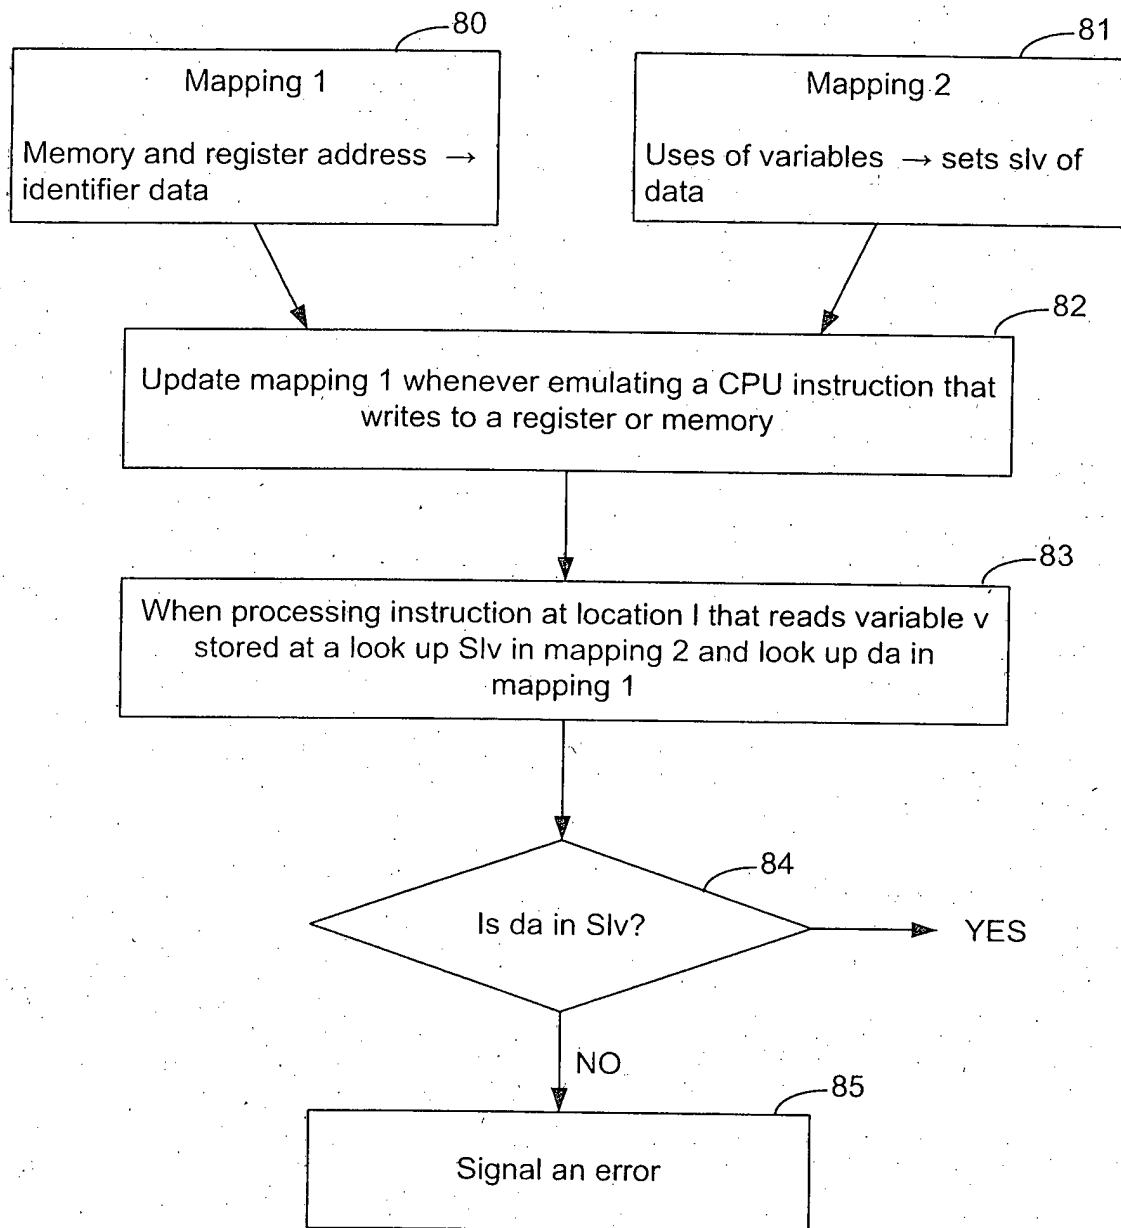 80
Mapping 1
Memory and register address →
identifier data
81
Mapping 2
Uses of variables → sets slv of
data
82
Update mapping 1 whenever emulating a CPU instruction that
writes to a register or memory
83
When processing instruction at location l that reads variable v
stored at a look up Slv in mapping 2 and look up da in
mapping 1
84
Is da in Slv?
YES
NO
85
Signal an error